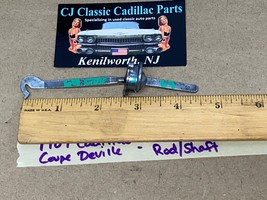 CJ Classic Cadillac Parts
Specializing in used classic auto parts
Kenilworth, NJ
1 2 3 4 5 6
Coupe Deville - Rod/Shaft